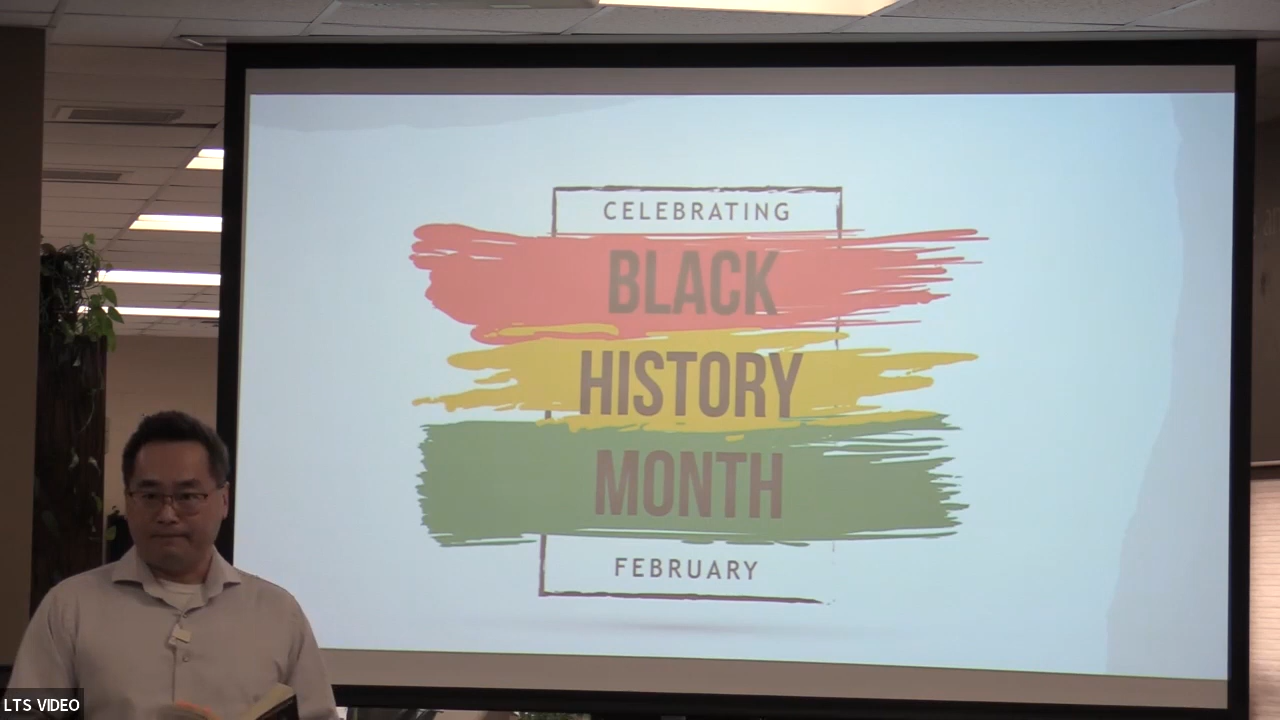 CELEBRATING
BLACK
HISTORY
MONTH
FEBRUARY
LTS VIDEO